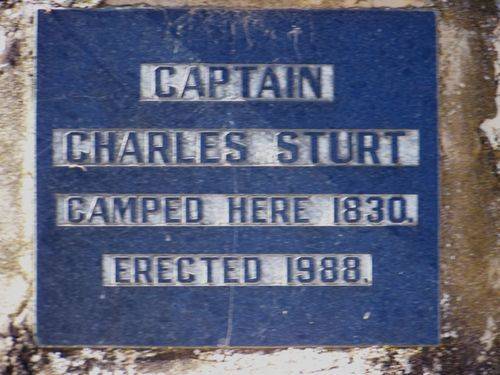 CAPTAIN
CHARLES STURT
CAMPED HERE 1830.
ERECTED 1988.